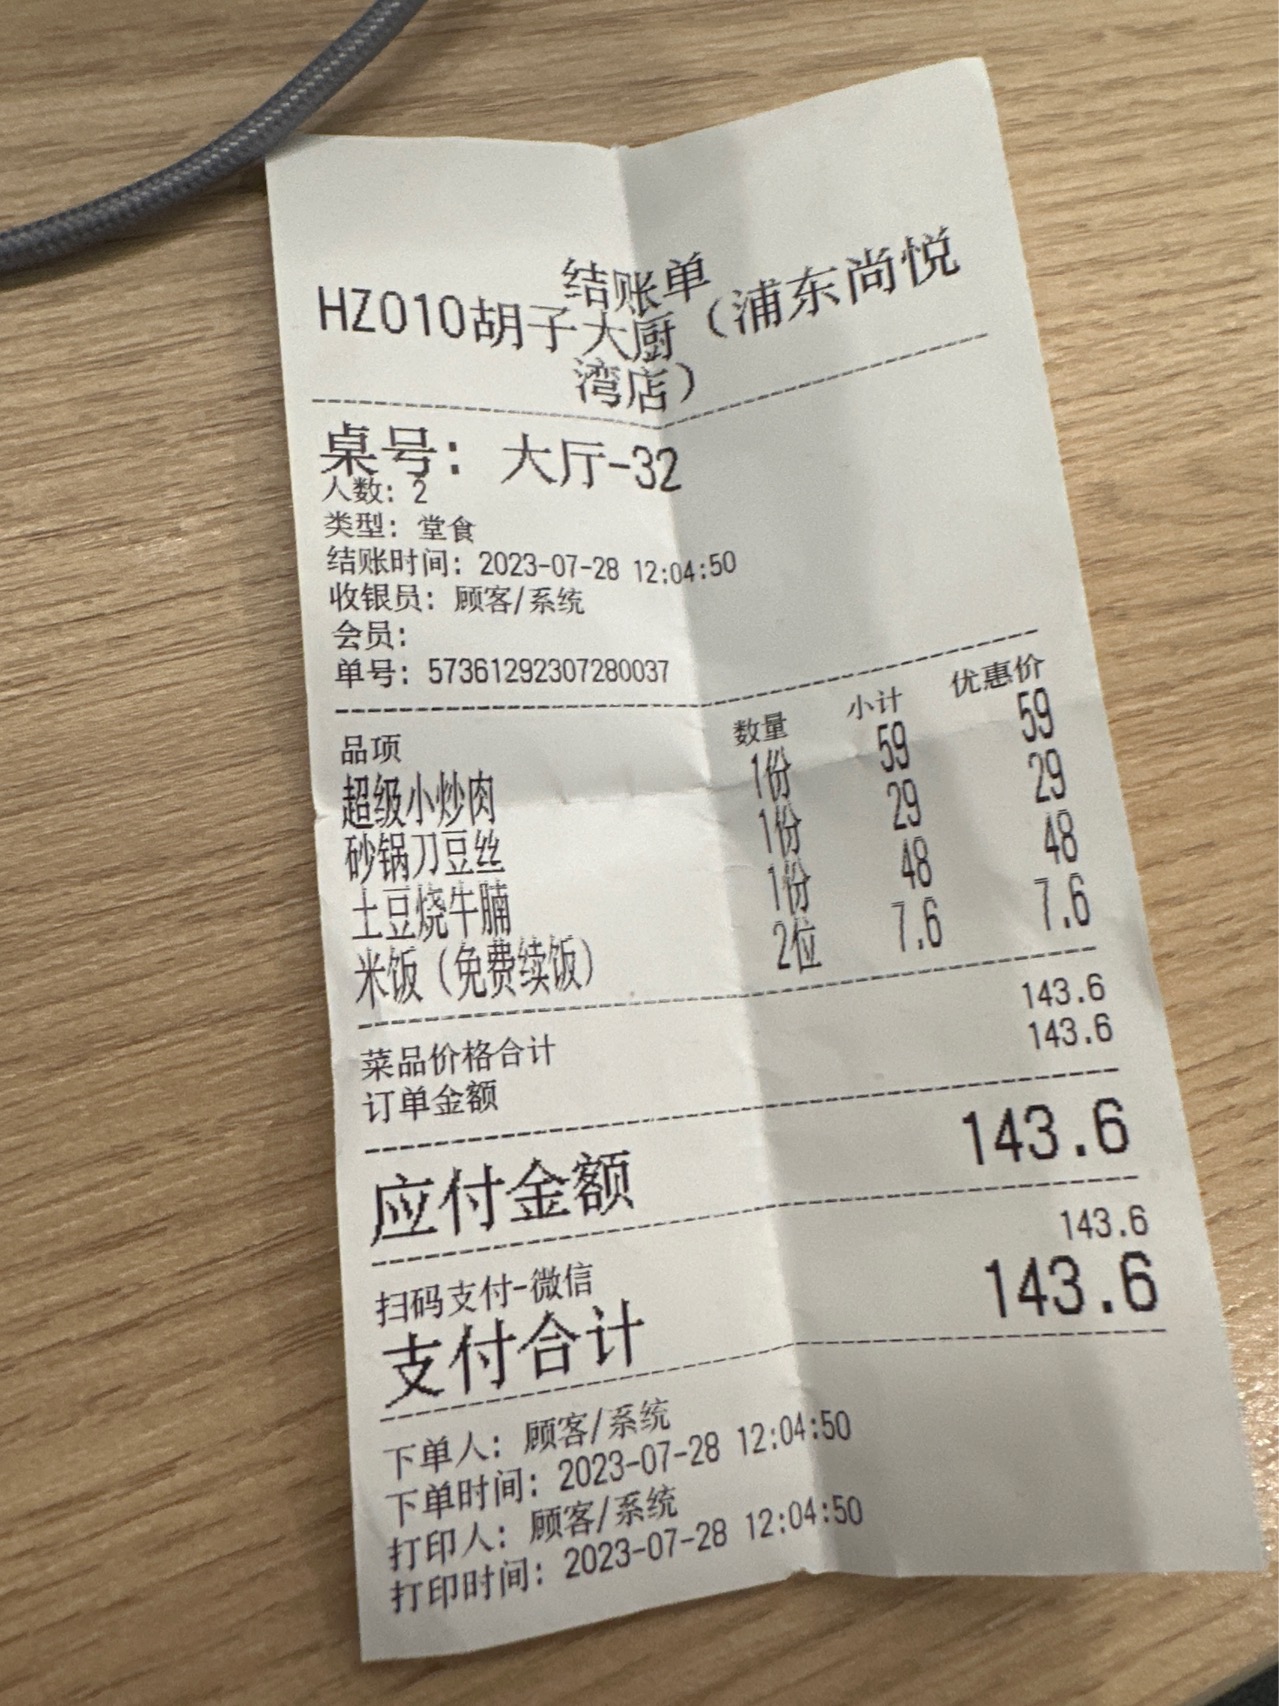 结账单
HZ010胡子大厨（浦东尚悦
湾店）
桌号：大厅-32
人数：2
类型：堂食
结账时间：2023-07-28 12:04:50
收银员：顾客/系统
会员：
单号：573612923072800​37
品项 数量 小计 优惠价
超级小炒肉 1份 59 59
砂锅刀豆丝 1份 29 29
土豆烧牛腩 1份 48 48
米饭（免费续饭） 2位 7.6 7.6
菜品价格合计 143.6
订单金额 143.6
应付金额 143.6
扫码支付-微信 143.6
支付合计 143.6
下单人：顾客/系统
下单时间：2023-07-28 12:04:50
打印人：顾客/系统
打印时间：2023-07-28 12:04:50